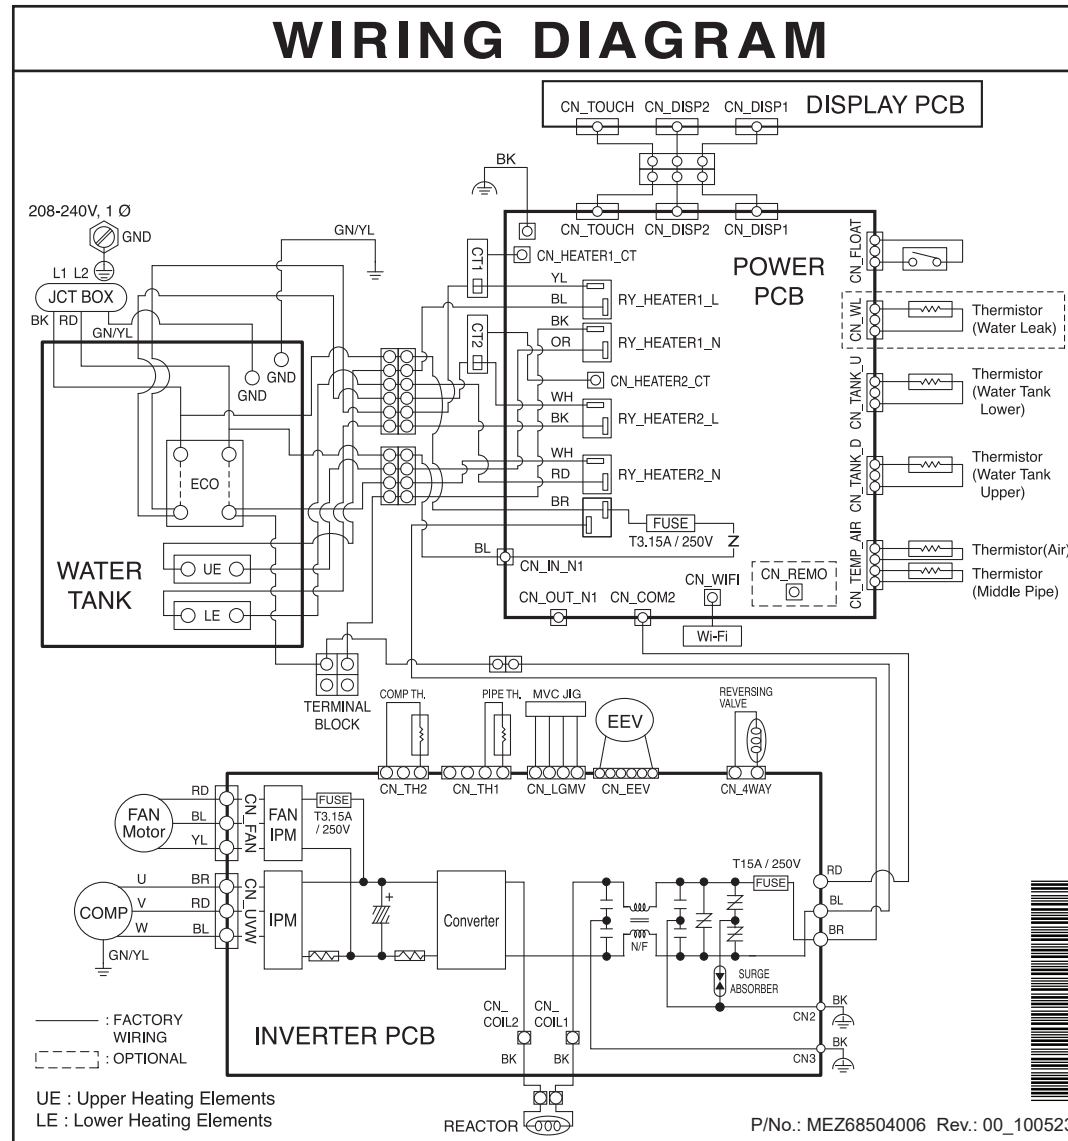 WIRING DIAGRAM
DISPLAY PCB
CN_TOUCH CN_DISP2 CN_DISP1
BK
208-240V, 1 Ø
GND
GN/YL
L1 L2
JCT BOX
BK RD
GN/YL
GND
GND
CN_TOUCH CN_DISP2 CN_DISP1
POWER
PCB
CT1
CN_HEATER1_CT
YL
BL
RY_HEATER1_L
BK
OR
RY_HEATER1_N
CT2
CN_HEATER2_CT
WH
BK
RY_HEATER2_L
WH
RD
RY_HEATER2_N
BR
FUSE
T3.15A / 250V
N
BL
CN_IN_N1
CN_OUT_N1
CN_COM2
CN_WIFI
Wi-Fi
CN_REMO
CN_FLOAT
CN_WL
Thermistor
(Water Leak)
CN_TANK_U
Thermistor
(Water Tank
Lower)
CN_TANK_D
Thermistor
(Water Tank
Upper)
CN_TEMP_AIR
Thermistor(Air)
Thermistor
(Middle Pipe)
ECO
WATER
TANK
UE
LE
TERMINAL
BLOCK
COMP TH.
PIPE TH.
MVC JIG
EEV
REVERSING
VALVE
CN_TH2
CN_TH1
CN_LGMV
CN_EEV
CN_4WAY
FAN
Motor
RD
BL
YL
CN_FAN
FAN
IPM
FUSE
T3.15A
/ 250V
COMP
U
V
W
BR
RD
BL
CN_UVW
IPM
GN/YL
+
Converter
N/F
T15A / 250V
FUSE
RD
BL
BR
SURGE
ABSORBER
BK
CN2
BK
CN3
CN_
COIL2
CN_
COIL1
BK
BK
INVERTER PCB
REACTOR
: FACTORY
WIRING
: OPTIONAL
UE : Upper Heating Elements
LE : Lower Heating Elements
P/No.: MEZ68504006 Rev.: 00_100523